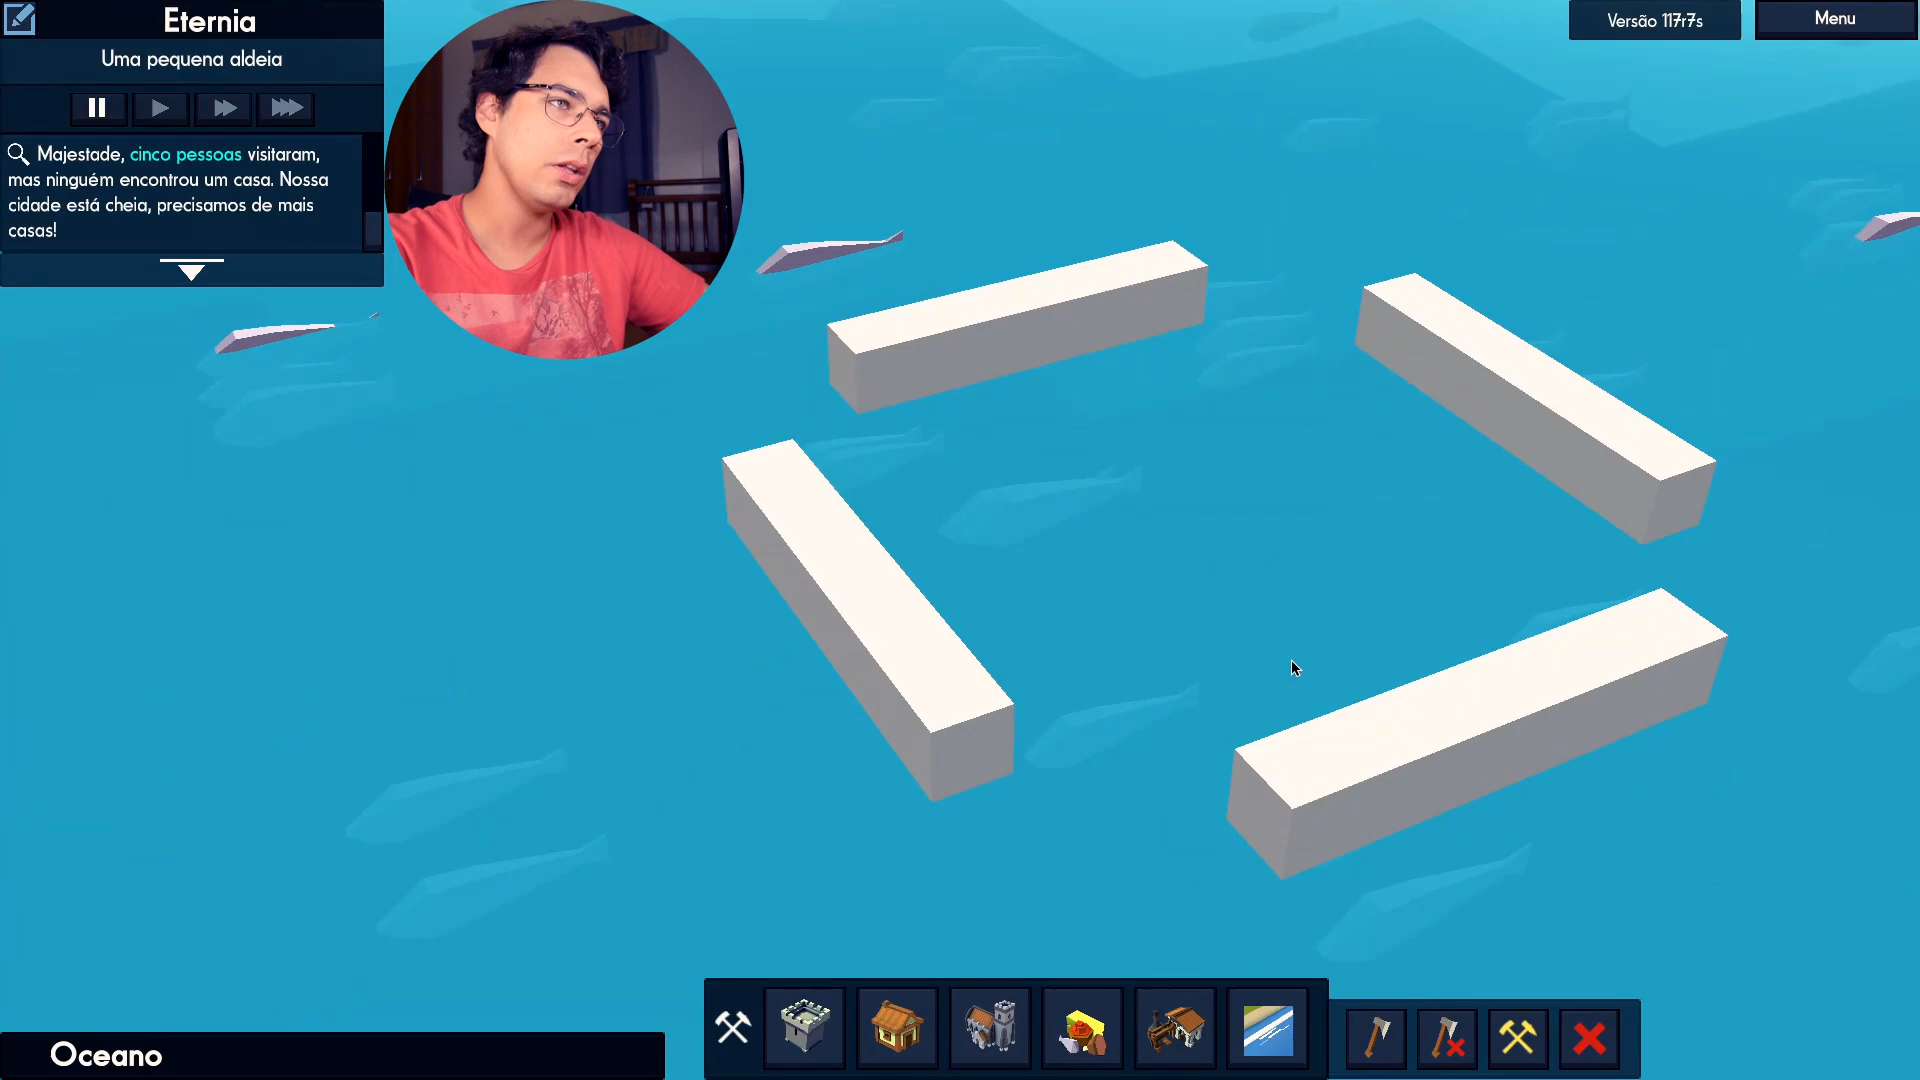 Eternia
Uma pequena aldeia
Majestade, cinco pessoas visitaram,
mas ninguém encontrou um casa. Nossa
cidade está cheia, precisamos de mais
casas!
Versão 117r7s
Menu
Oceano